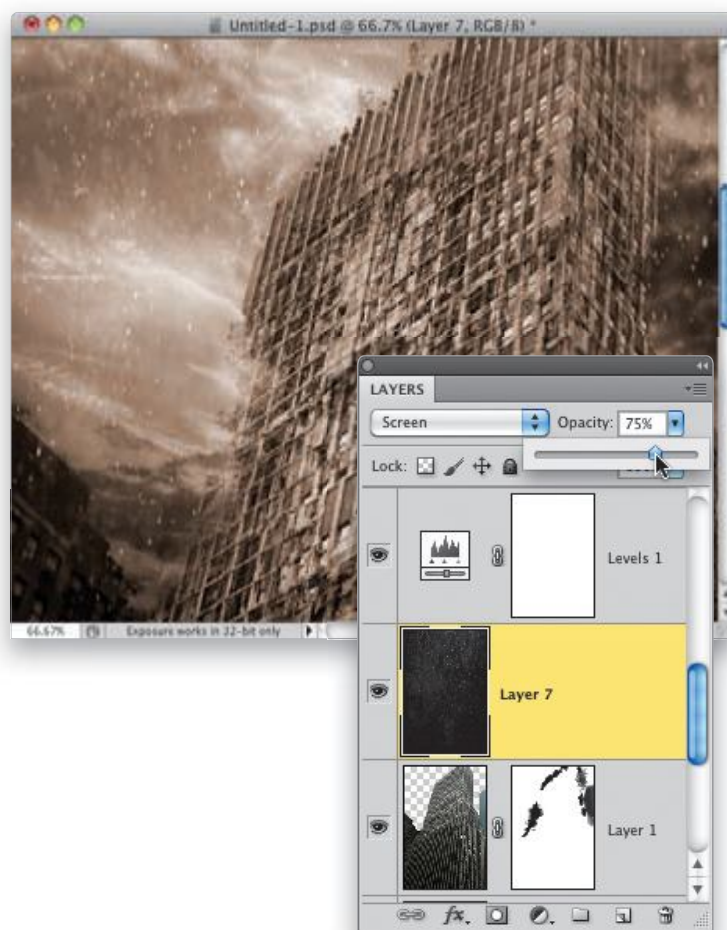 Untitled-1.psd @ 66.7% (Layer 7, RGB/8) *
LAYERS
Screen
Opacity: 75%
Lock:
Levels 1
66.67%
Exposure works in 32-bit only
Layer 7
Layer 1
fx.